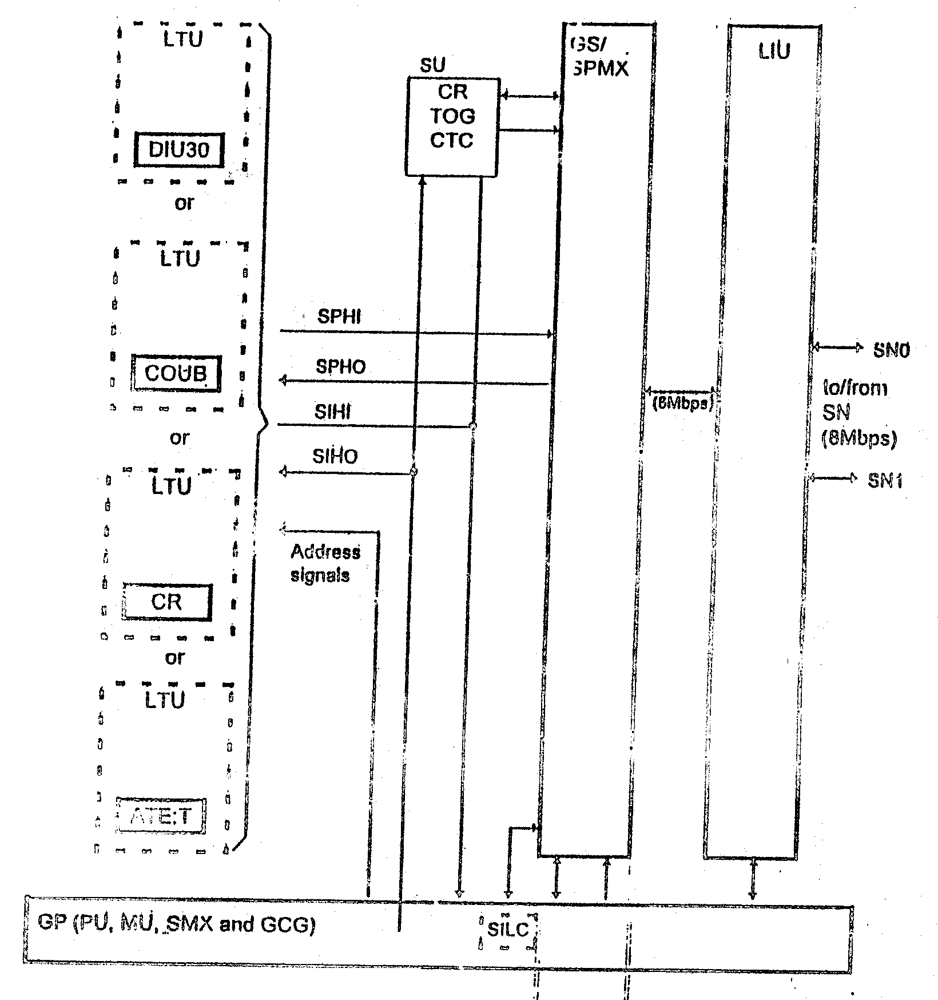 LTU
DIU30
or
LTU
COUB
or
LTU
CR
or
LTU
ATE:T
SU
CR
TOG
CTC
GS/
SPMX
LIU
SPHI
SPHO
SIHI
SIHO
Address
signals
(8Mbps)
SN0
to/from
SN
(8Mbps)
SN1
GP (PU, MU, SMX and GCG)
SILC